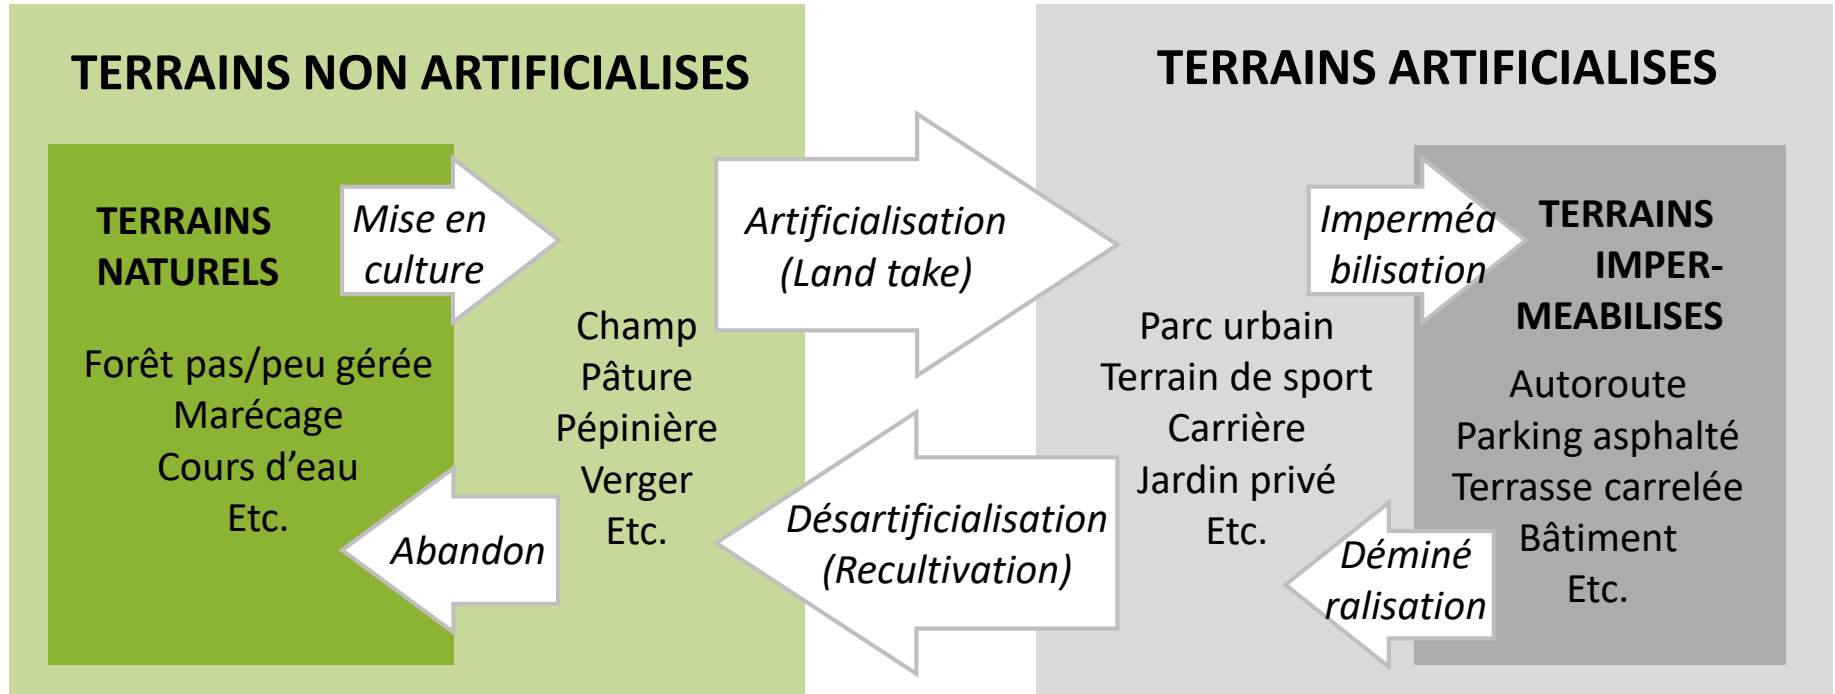 TERRAINS NON ARTIFICIALISES
TERRAINS
NATURELS
Forêt pas/peu gérée
Marécage
Cours d’eau
Etc.
Mise en
culture
Abandon
Champ
Pâture
Pépinière
Verger
Etc.
Artificialisation
(Land take)
Désartificialisation
(Recultivation)
TERRAINS ARTIFICIALISES
Parc urbain
Terrain de sport
Carrière
Jardin privé
Etc.
Imperméa
bilisation
Déminé
ralisation
TERRAINS
IMPER-
MEABILISES
Autoroute
Parking asphalté
Terrasse carrelée
Bâtiment
Etc.